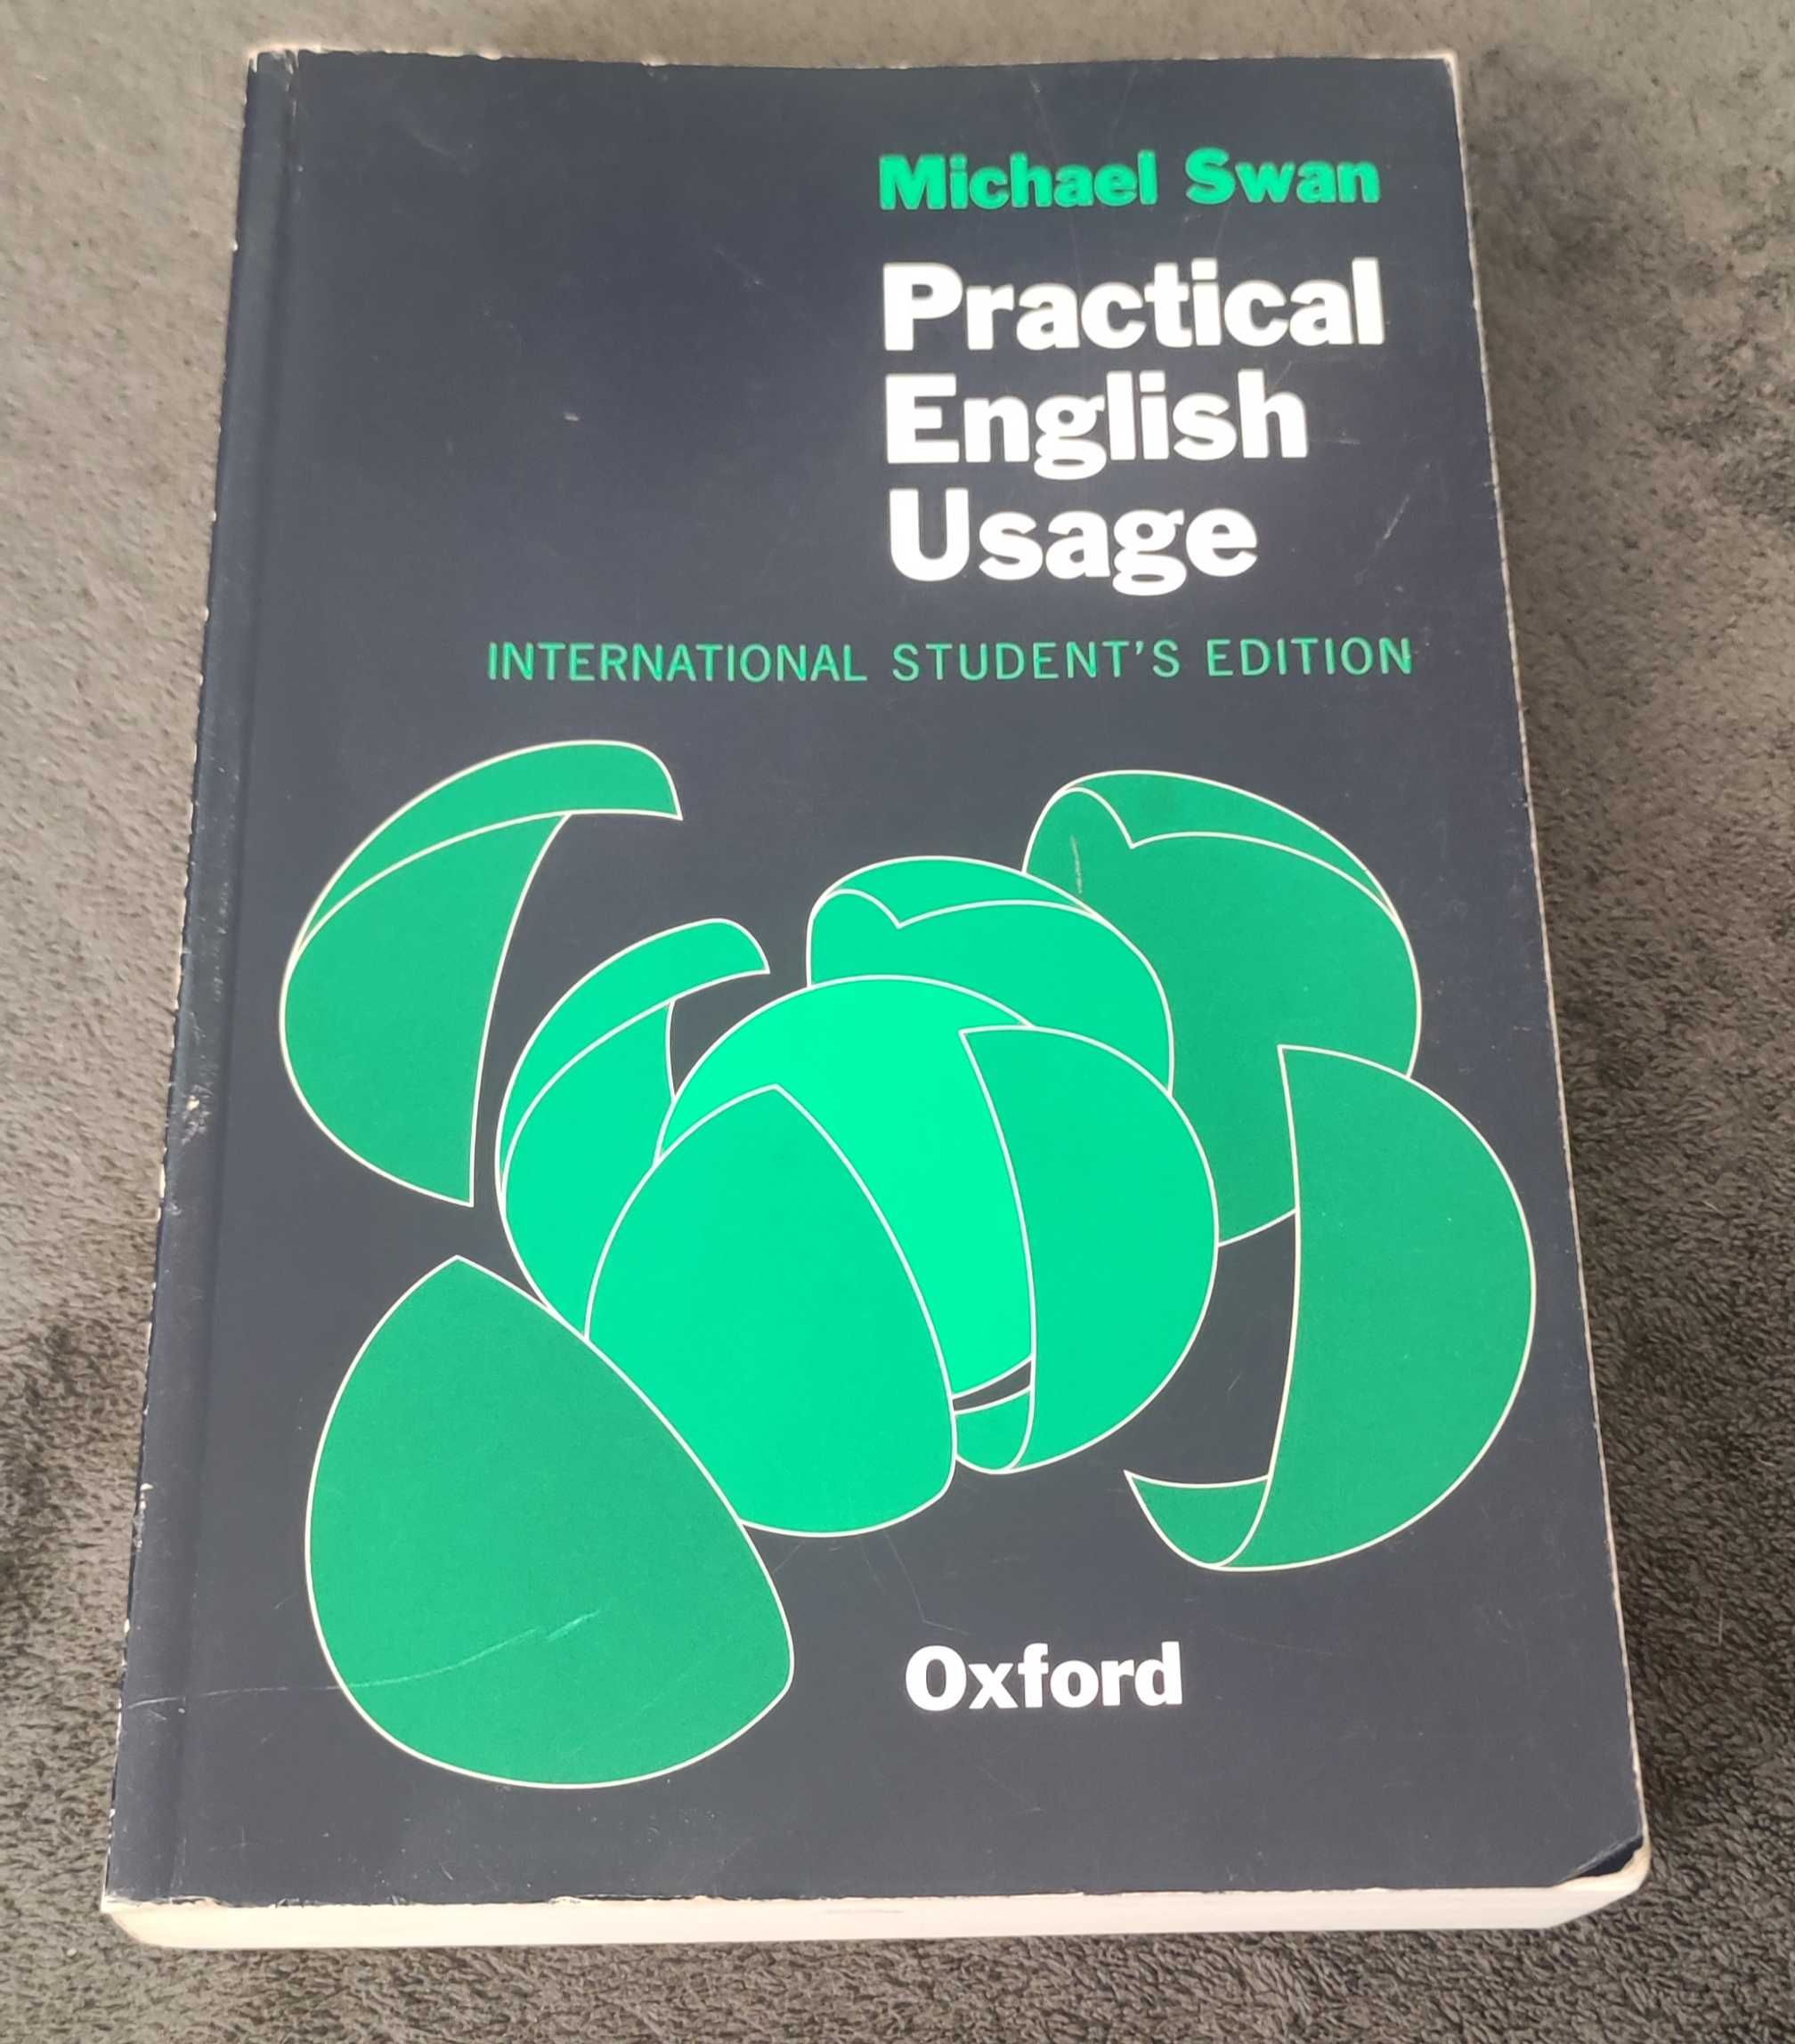 Michael Swan
Practical
English
Usage
INTERNATIONAL STUDENT'S EDITION
Oxford